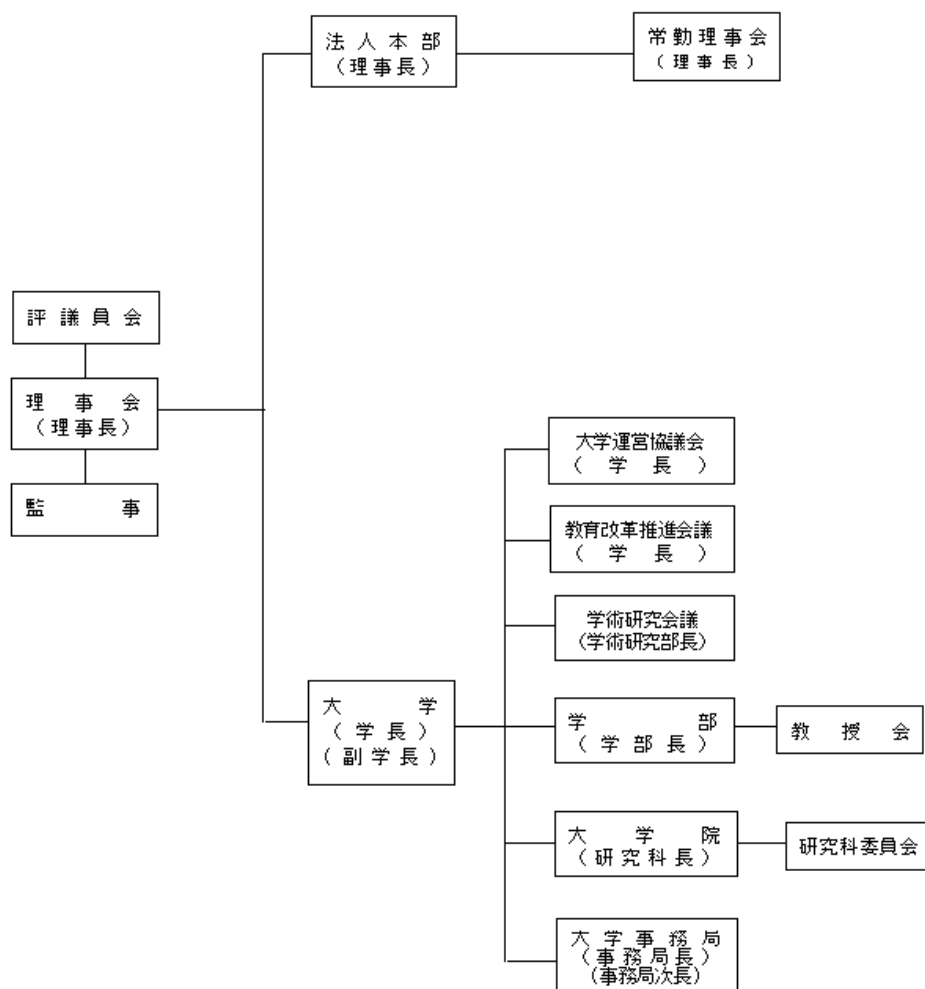 法人本部
（理事長）
常勤理事会
（理事長）
評議員会
理事会
（理事長）
監事
大学運営協議会
（学長）
教育改革推進会議
（学長）
学術研究会議
（学術研究部長）
大学
（学長）
（副学長）
学部
（学部長）
教授会
大学院
（研究科長）
研究科委員会
大学事務局
（事務局長）
（事務局次長）